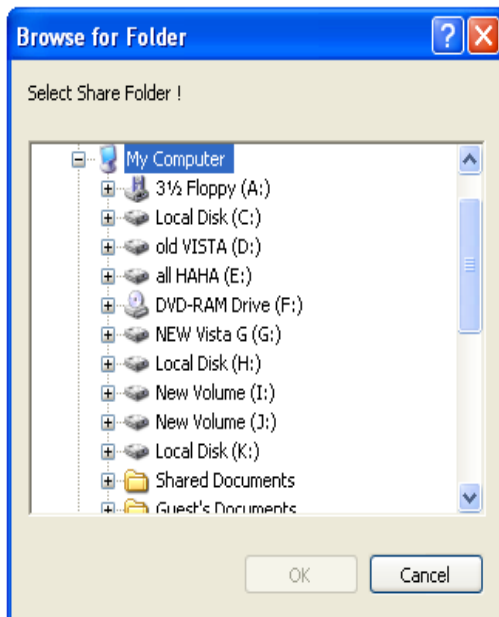 Browse for Folder
Select Share Folder !
My Computer
3½ Floppy (A:)
Local Disk (C:)
old VISTA (D:)
all HAHA (E:)
DVD-RAM Drive (F:)
NEW Vista G (G:)
Local Disk (H:)
New Volume (I:)
New Volume (J:)
Local Disk (K:)
Shared Documents
Guest's Documents
OK
Cancel